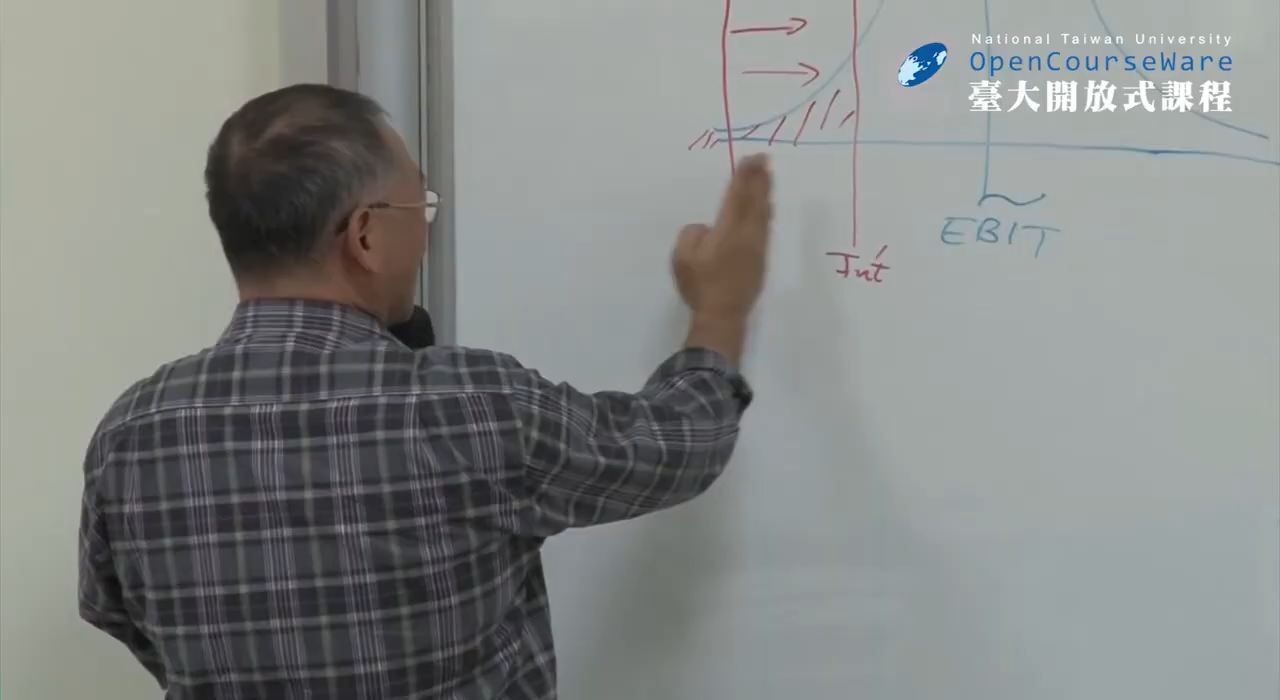 National Taiwan University
OpenCourseWare
臺大開放式課程
EBIT
Int